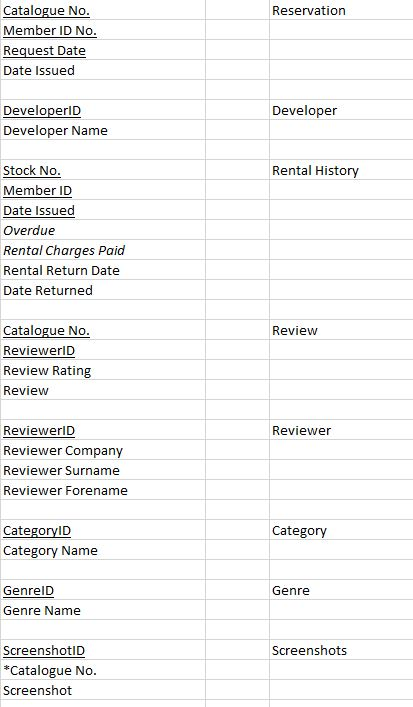 Catalogue No. Reservation
Member ID No.
Request Date
Date Issued
DeveloperID Developer
Developer Name
Stock No. Rental History
Member ID
Date Issued
Overdue
Rental Charges Paid
Rental Return Date
Date Returned
Catalogue No. Review
ReviewerID
Review Rating
Review
ReviewerID Reviewer
Reviewer Company
Reviewer Surname
Reviewer Forename
CategoryID Category
Category Name
GenreID Genre
Genre Name
ScreenshotID Screenshots
*Catalogue No.
Screenshot